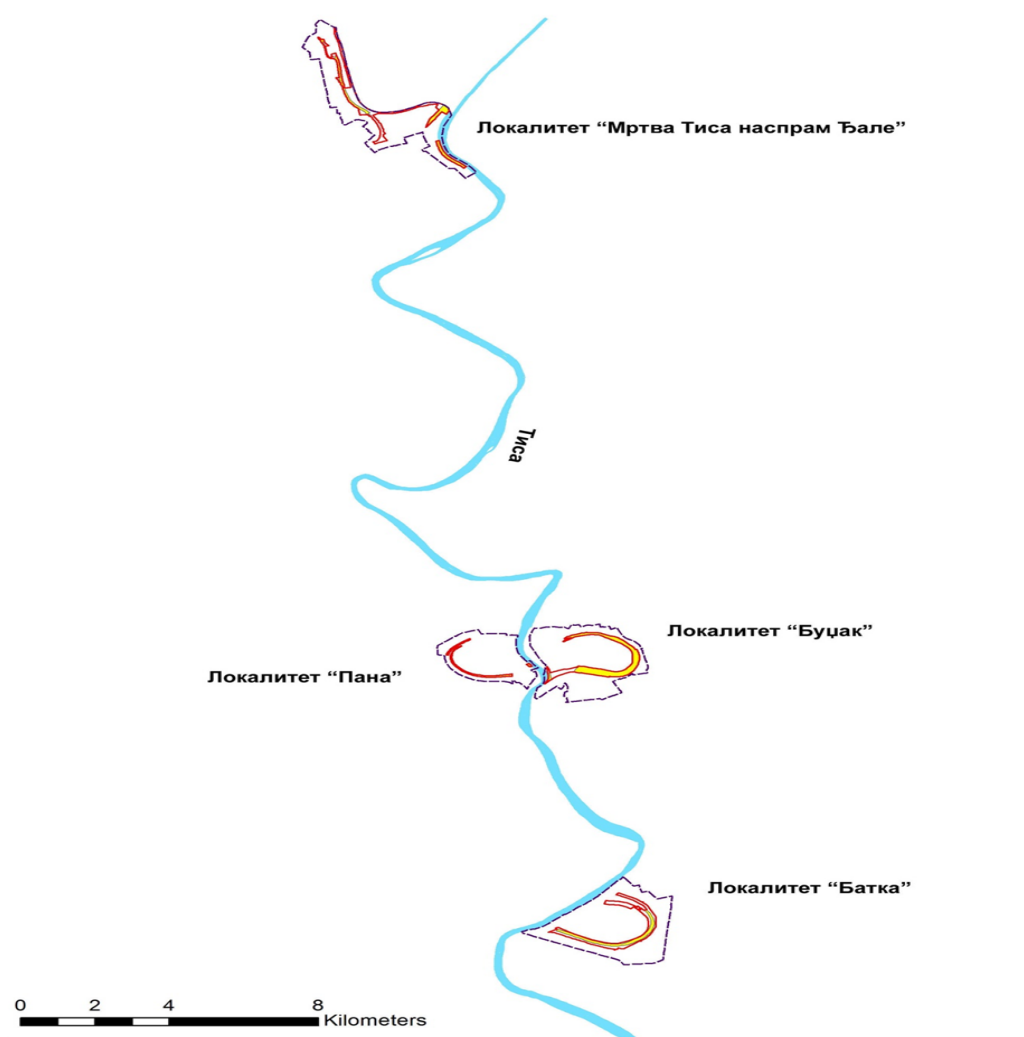 Локалитет “Мртва Тиса наспрам Ђале”
Тиса
Локалитет “Буџак”
Локалитет “Пана”
Локалитет “Батка”
0 2 4 8
Kilometers